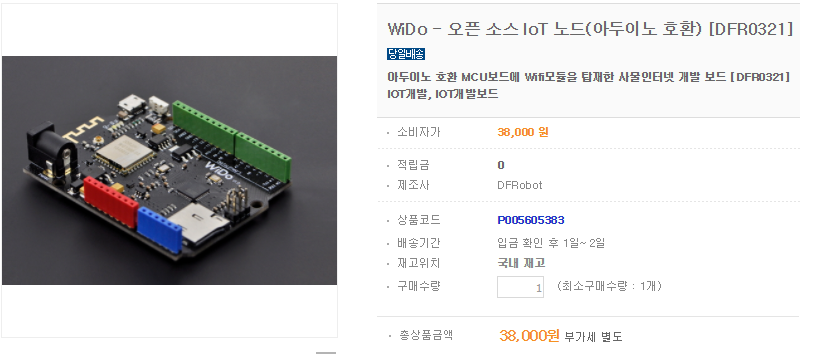 WiDo - 오픈 소스 IoT 노드(아두이노 호환) [DFR0321]
당일배송
아두이노 호환 MCU보드에 Wifi모듈을 탑재한 사물인터넷 개발 보드 [DFR0321]
IOT개발, IOT개발보드
소비자가 38,000 원
적립금 0
제조사 DFRobot
상품코드 P005605383
배송기간 입금 확인 후 1일~2일
재고위치 국내 재고
구매수량 1 (최소구매수량 : 1개)
총상품금액 38,000원 부가세 별도
WiDo